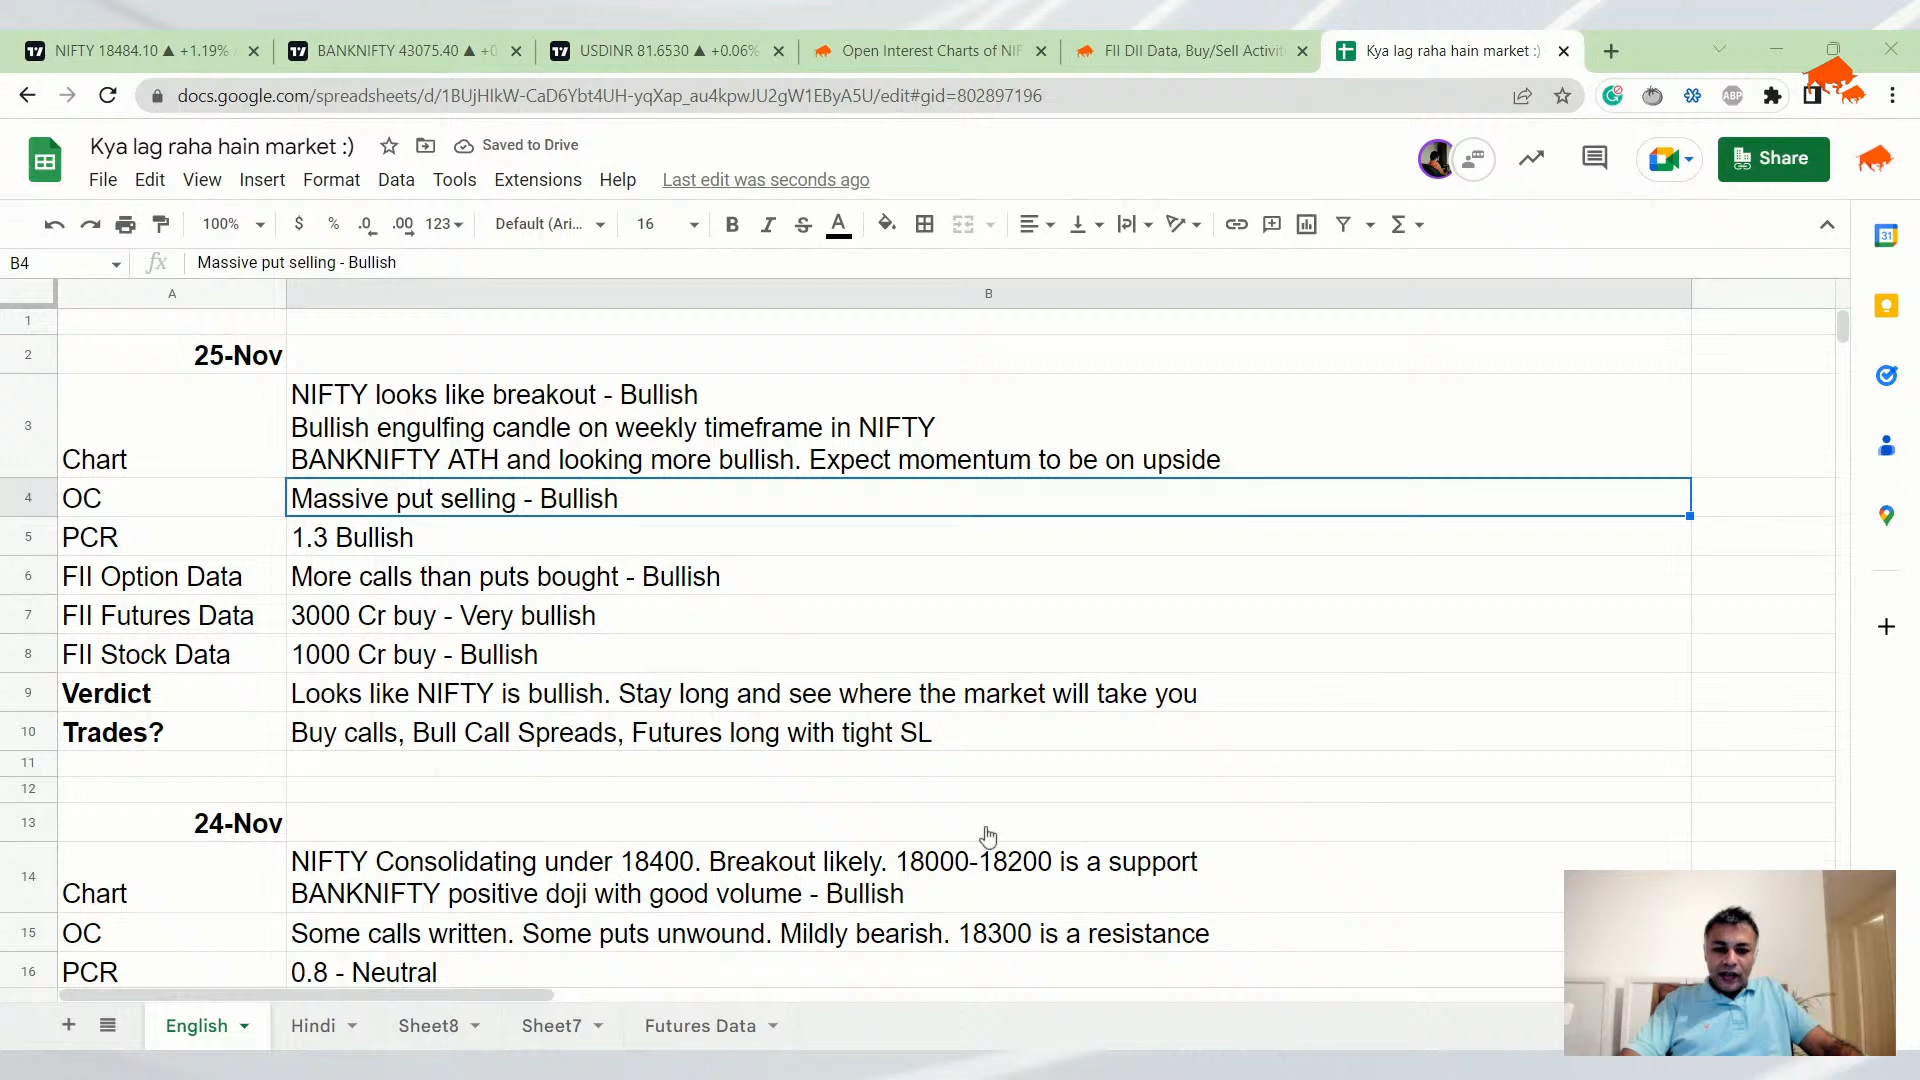 NIFTY 18484.10 ▲ +1.19%
BANKNIFTY 43075.40 ▲ +0
USDINR 81.6530 ▲ +0.06%
Open Interest Charts of NIF
FII DII Data, Buy/Sell Activit
Kya lag raha hain market :)
docs.google.com/spreadsheets/d/1BUjHIkW-CaD6Ybt4UH-yqXap_au4kpwJU2gW1EByA5U/edit#gid=802897196
ABP
Kya lag raha hain market :)
Saved to Drive
File Edit View Insert Format Data Tools Extensions Help Last edit was seconds ago
Share
100% $ % .0 .00 123 Default (Ari... 16 B I S A
31
B4 fx Massive put selling - Bullish
A B
1
2 25-Nov
NIFTY looks like breakout - Bullish
3 Bullish engulfing candle on weekly timeframe in NIFTY
Chart BANKNIFTY ATH and looking more bullish. Expect momentum to be on upside
4 OC Massive put selling - Bullish
5 PCR 1.3 Bullish
6 FII Option Data More calls than puts bought - Bullish
7 FII Futures Data 3000 Cr buy - Very bullish
8 FII Stock Data 1000 Cr buy - Bullish
9 Verdict Looks like NIFTY is bullish. Stay long and see where the market will take you
10 Trades? Buy calls, Bull Call Spreads, Futures long with tight SL
11
12
13 24-Nov
14 NIFTY Consolidating under 18400. Breakout likely. 18000-18200 is a support
Chart BANKNIFTY positive doji with good volume - Bullish
15 OC Some calls written. Some puts unwound. Mildly bearish. 18300 is a resistance
16 PCR 0.8 - Neutral
English Hindi Sheet8 Sheet7 Futures Data